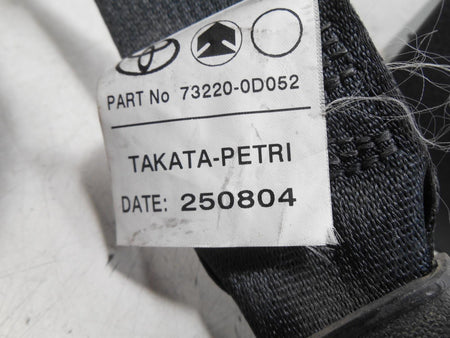 PART No 73220-0D052
TAKATA-PETRI
DATE: 250804